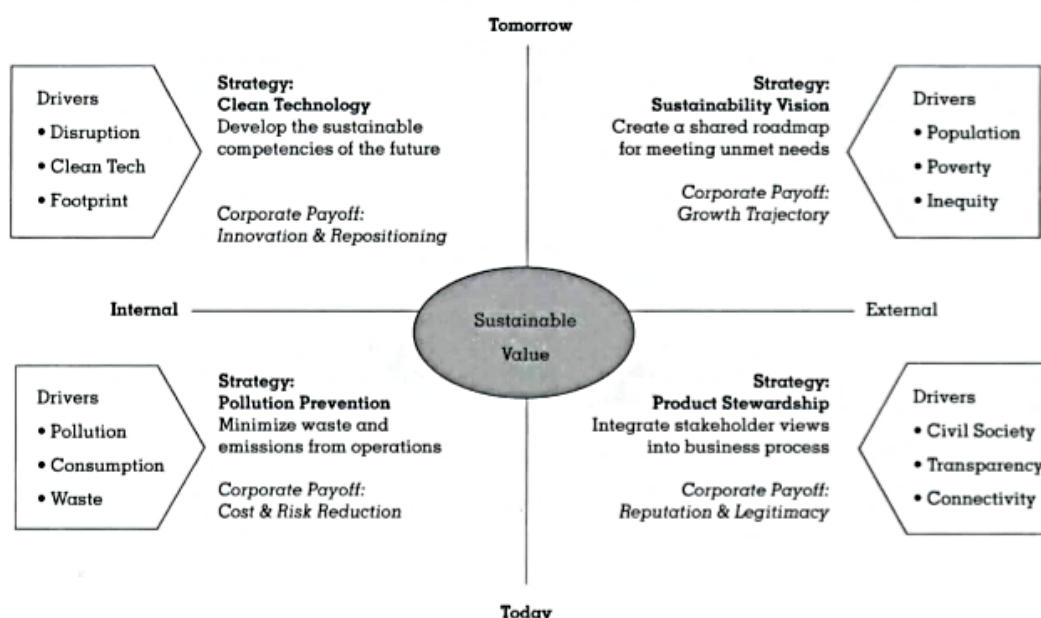 Tomorrow
Drivers
• Disruption
• Clean Tech
• Footprint
Strategy:
Clean Technology
Develop the sustainable
competencies of the future
Corporate Payoff:
Innovation & Repositioning
Strategy:
Sustainability Vision
Create a shared roadmap
for meeting unmet needs
Corporate Payoff:
Growth Trajectory
Drivers
• Population
• Poverty
• Inequity
Internal
Sustainable
Value
External
Drivers
• Pollution
• Consumption
• Waste
Strategy:
Pollution Prevention
Minimize waste and
emissions from operations
Corporate Payoff:
Cost & Risk Reduction
Strategy:
Product Stewardship
Integrate stakeholder views
into business process
Corporate Payoff:
Reputation & Legitimacy
Drivers
• Civil Society
• Transparency
• Connectivity
Today